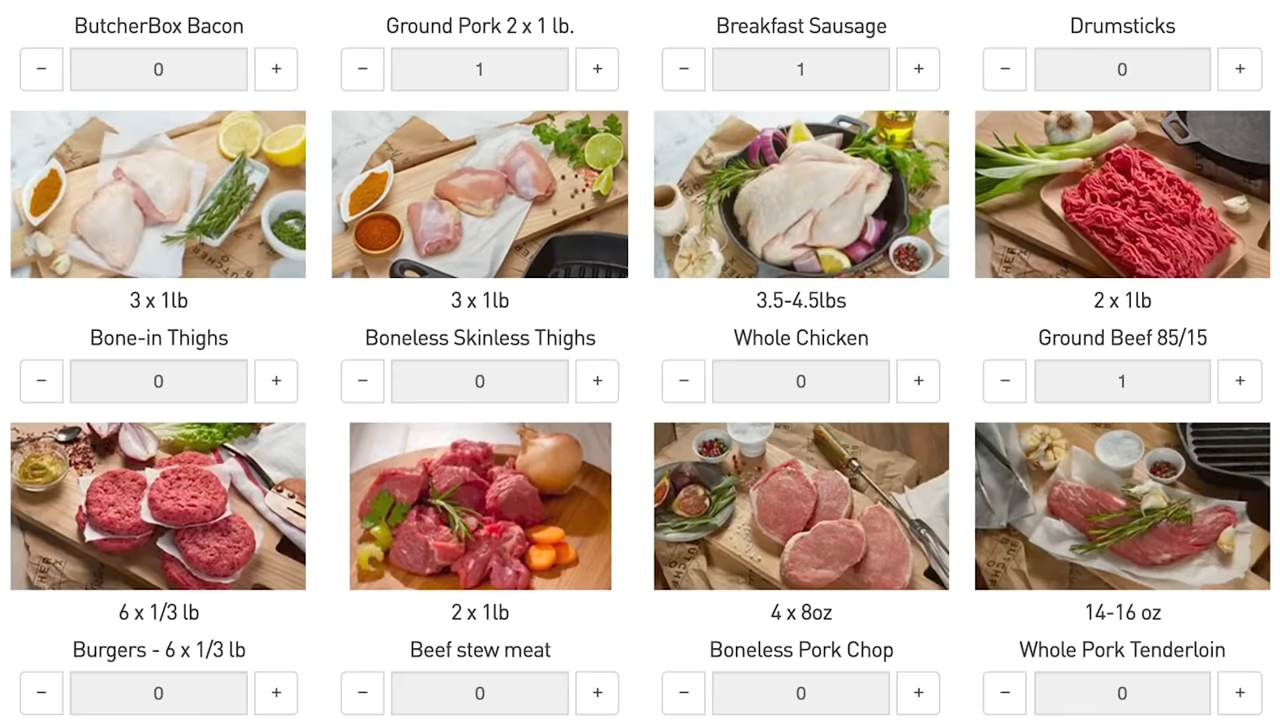 ButcherBox Bacon
Ground Pork 2 x 1 lb.
Breakfast Sausage
Drumsticks
− 0 +
− 1 +
− 1 +
− 0 +
3 x 1lb
3 x 1lb
3.5-4.5lbs
2 x 1lb
Bone-in Thighs
Boneless Skinless Thighs
Whole Chicken
Ground Beef 85/15
− 0 +
− 0 +
− 0 +
− 1 +
6 x 1/3 lb
2 x 1lb
4 x 8oz
14-16 oz
Burgers - 6 x 1/3 lb
Beef stew meat
Boneless Pork Chop
Whole Pork Tenderloin
− 0 +
− 0 +
− 0 +
− 0 +